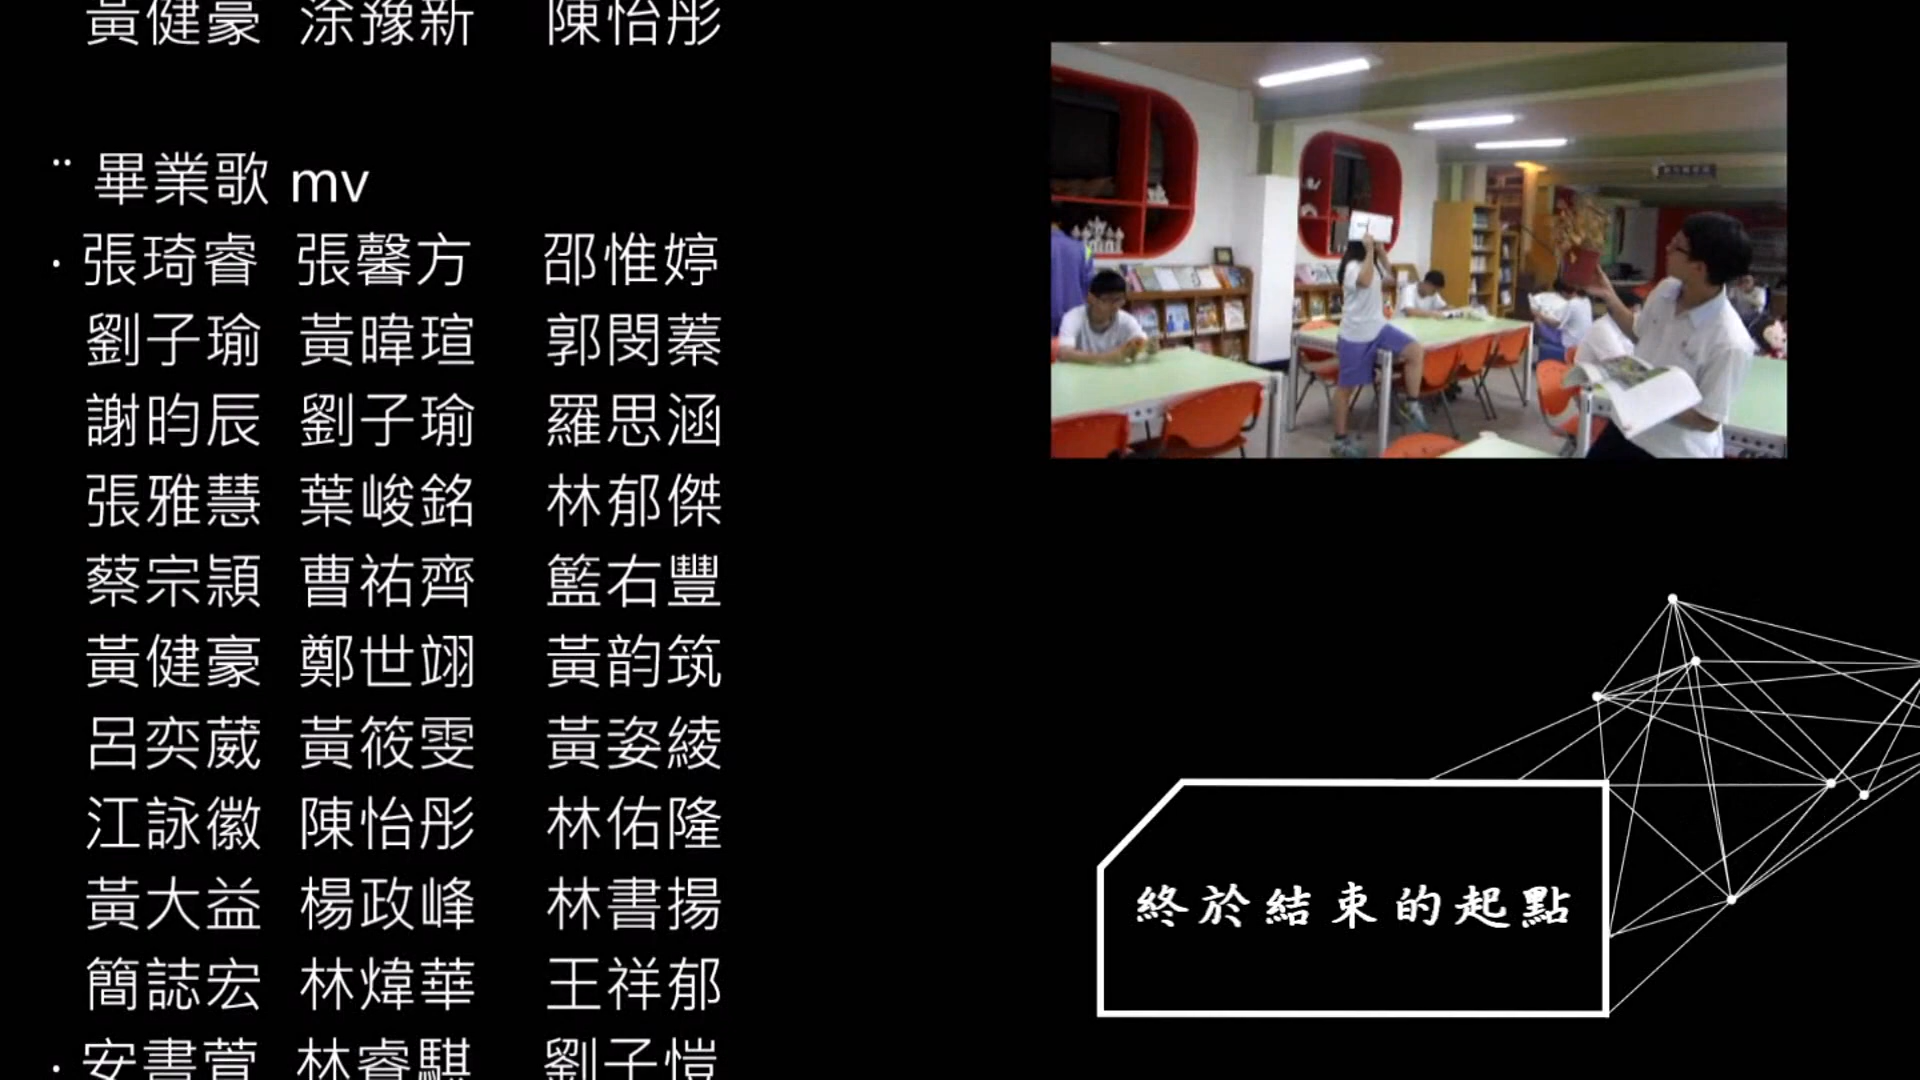 黃健豪 涂豫新 陳怡彤
¨ 畢業歌 mv
· 張琦睿 張馨方 邵惟婷
劉子瑜 黃暐瑄 郭閔蓁
謝昀辰 劉子瑜 羅思涵
張雅慧 葉峻銘 林郁傑
蔡宗穎 曹祐齊 籃右豐
黃健豪 鄭世翊 黃韵筑
呂奕葳 黃筱雯 黃姿綾
江詠徽 陳怡彤 林佑隆
黃大益 楊政峰 林書揚
簡誌宏 林煒華 王祥郁
· 安書萱 林睿騏 劉子愷
終於結束的起點